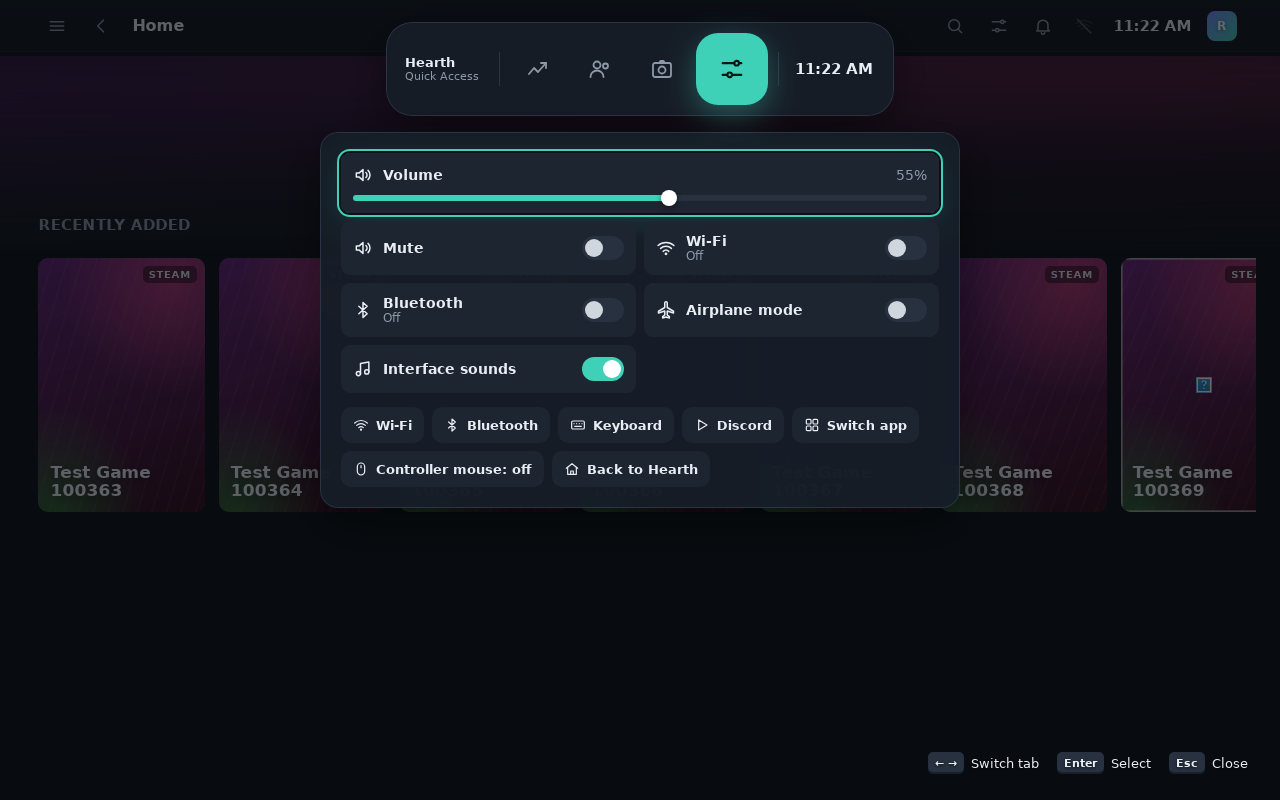 Home
11:22 AM
R
Hearth
Quick Access
11:22 AM
Volume
55%
Mute
Wi-Fi
Off
Bluetooth
Off
Airplane mode
Interface sounds
Wi-Fi
Bluetooth
Keyboard
Discord
Switch app
Controller mouse: off
Back to Hearth
RECENTLY ADDED
STEAM
STEAM
Test Game
100363
100364
Test Game
100368
Test Game
100369
← →
Switch tab
Enter
Select
Esc
Close